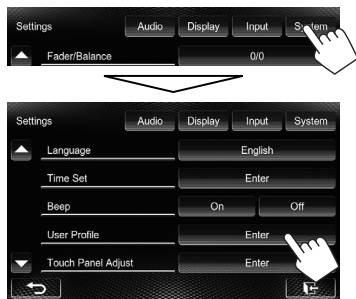 Settings Audio Display Input System
Fader/Balance 0/0
Settings Audio Display Input System
Language English
Time Set Enter
Beep On Off
User Profile Enter
Touch Panel Adjust Enter